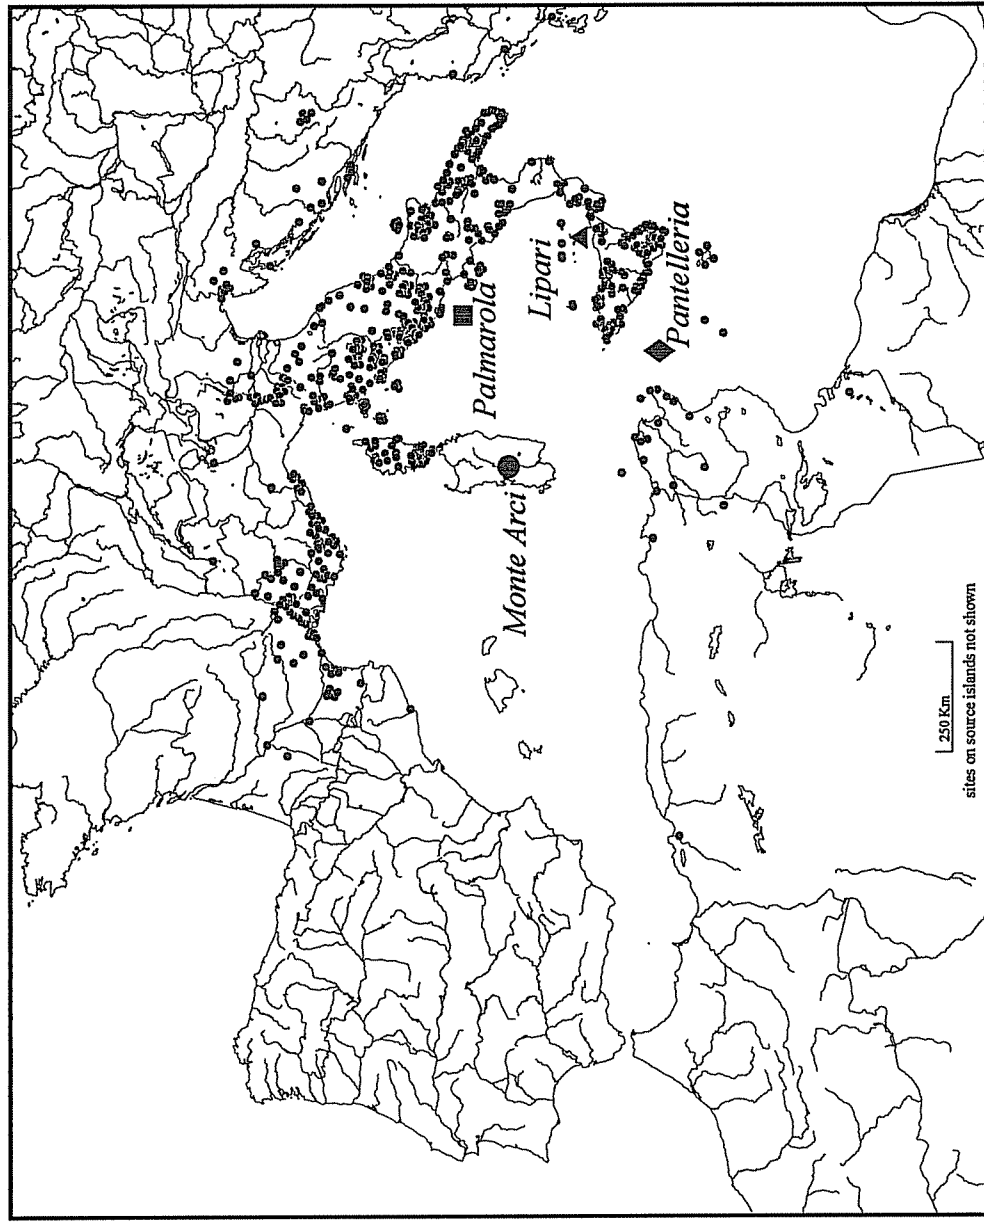 Lipari
Palmarola
Pantelleria
Monte Arci
250 Km
sites on source islands not shown